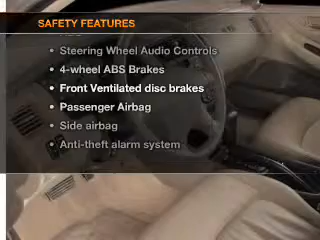 SAFETY FEATURES
• Steering Wheel Audio Controls
• 4-wheel ABS Brakes
• Front Ventilated disc brakes
• Passenger Airbag
• Side airbag
• Anti-theft alarm system